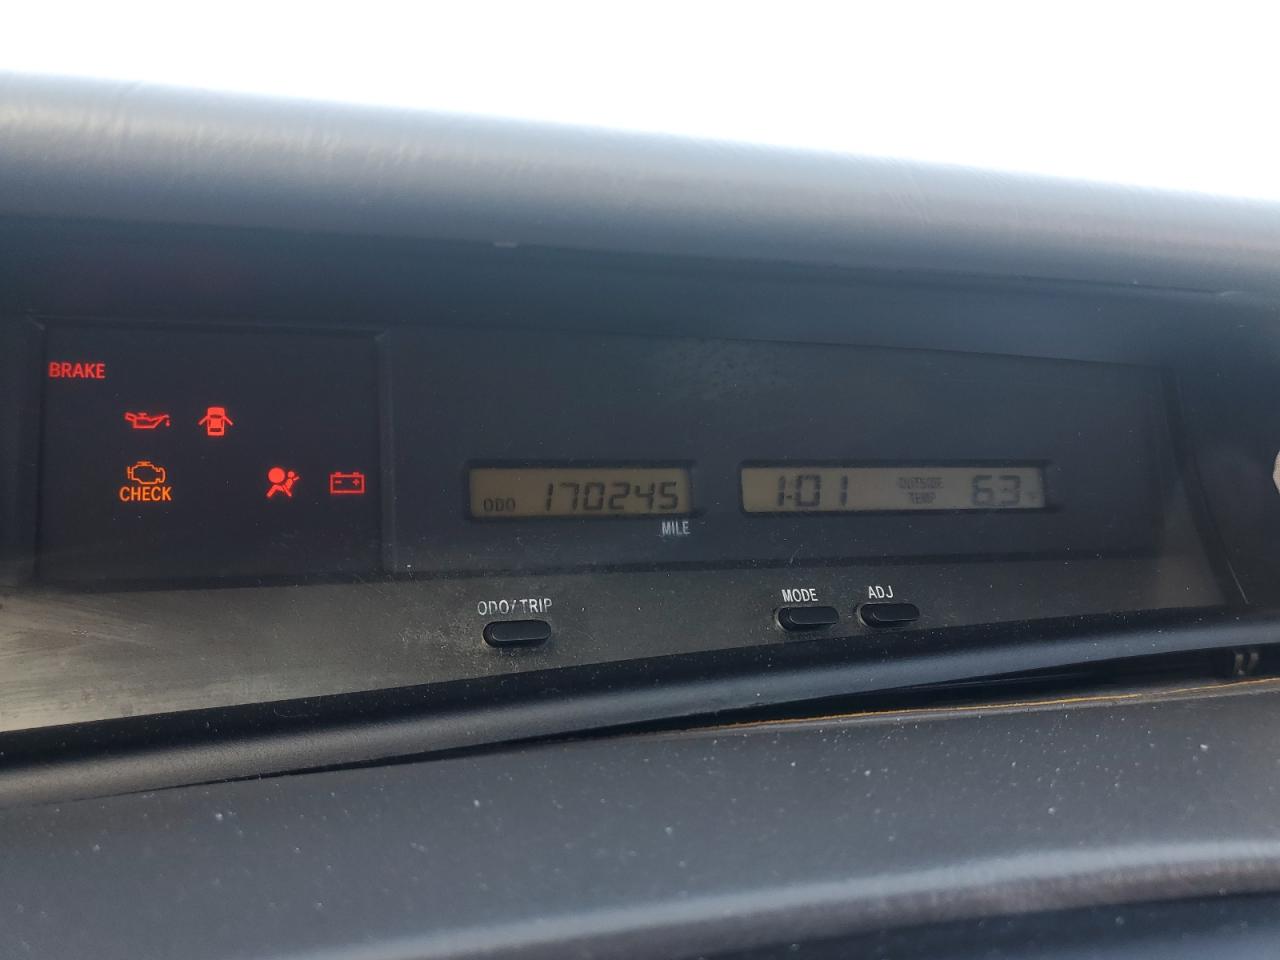 BRAKE
CHECK
ODO 170245
MILE
1:01 OUTSIDE TEMP 63 °F
ODO/TRIP
MODE
ADJ